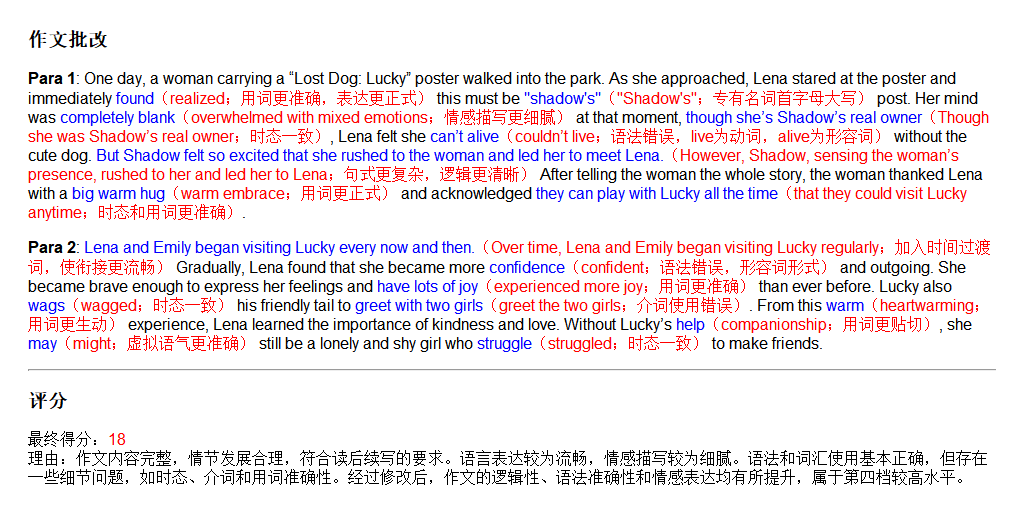 作文批改
Para 1: One day, a woman carrying a “Lost Dog: Lucky” poster walked into the park. As she approached, Lena stared at the poster and
immediately found（realized；用词更准确，表达更正式） this must be "shadow's"（"Shadow's"；专有名词首字母大写） post. Her mind
was completely blank（overwhelmed with mixed emotions；情感描写更细腻） at that moment, though she’s Shadow’s real owner（Though
she was Shadow’s real owner；时态一致）, Lena felt she can’t alive（couldn’t live；语法错误，live为动词，alive为形容词） without the
cute dog. But Shadow felt so excited that she rushed to the woman and led her to meet Lena.（However, Shadow, sensing the woman’s
presence, rushed to her and led her to Lena；句式更复杂，逻辑更清晰） After telling the woman the whole story, the woman thanked Lena
with a big warm hug（warm embrace；用词更正式） and acknowledged they can play with Lucky all the time（that they could visit Lucky
anytime；时态和用词更准确）.
Para 2: Lena and Emily began visiting Lucky every now and then.（Over time, Lena and Emily began visiting Lucky regularly；加入时间过渡
词，使衔接更流畅） Gradually, Lena found that she became more confidence（confident；语法错误，形容词形式） and outgoing. She
became brave enough to express her feelings and have lots of joy（experienced more joy；用词更准确） than ever before. Lucky also
wags（wagged；时态一致） his friendly tail to greet with two girls（greet the two girls；介词使用错误）. From this warm（heartwarming；
用词更生动） experience, Lena learned the importance of kindness and love. Without Lucky’s help（companionship；用词更贴切）, she
may（might；虚拟语气更准确） still be a lonely and shy girl who struggle（struggled；时态一致） to make friends.
评分
最终得分：18
理由：作文内容完整，情节发展合理，符合读后续写的要求。语言表达较为流畅，情感描写较为细腻。语法和词汇使用基本正确，但存在
一些细节问题，如时态、介词和用词准确性。经过修改后，作文的逻辑性、语法准确性和情感表达均有所提升，属于第四档较高水平。